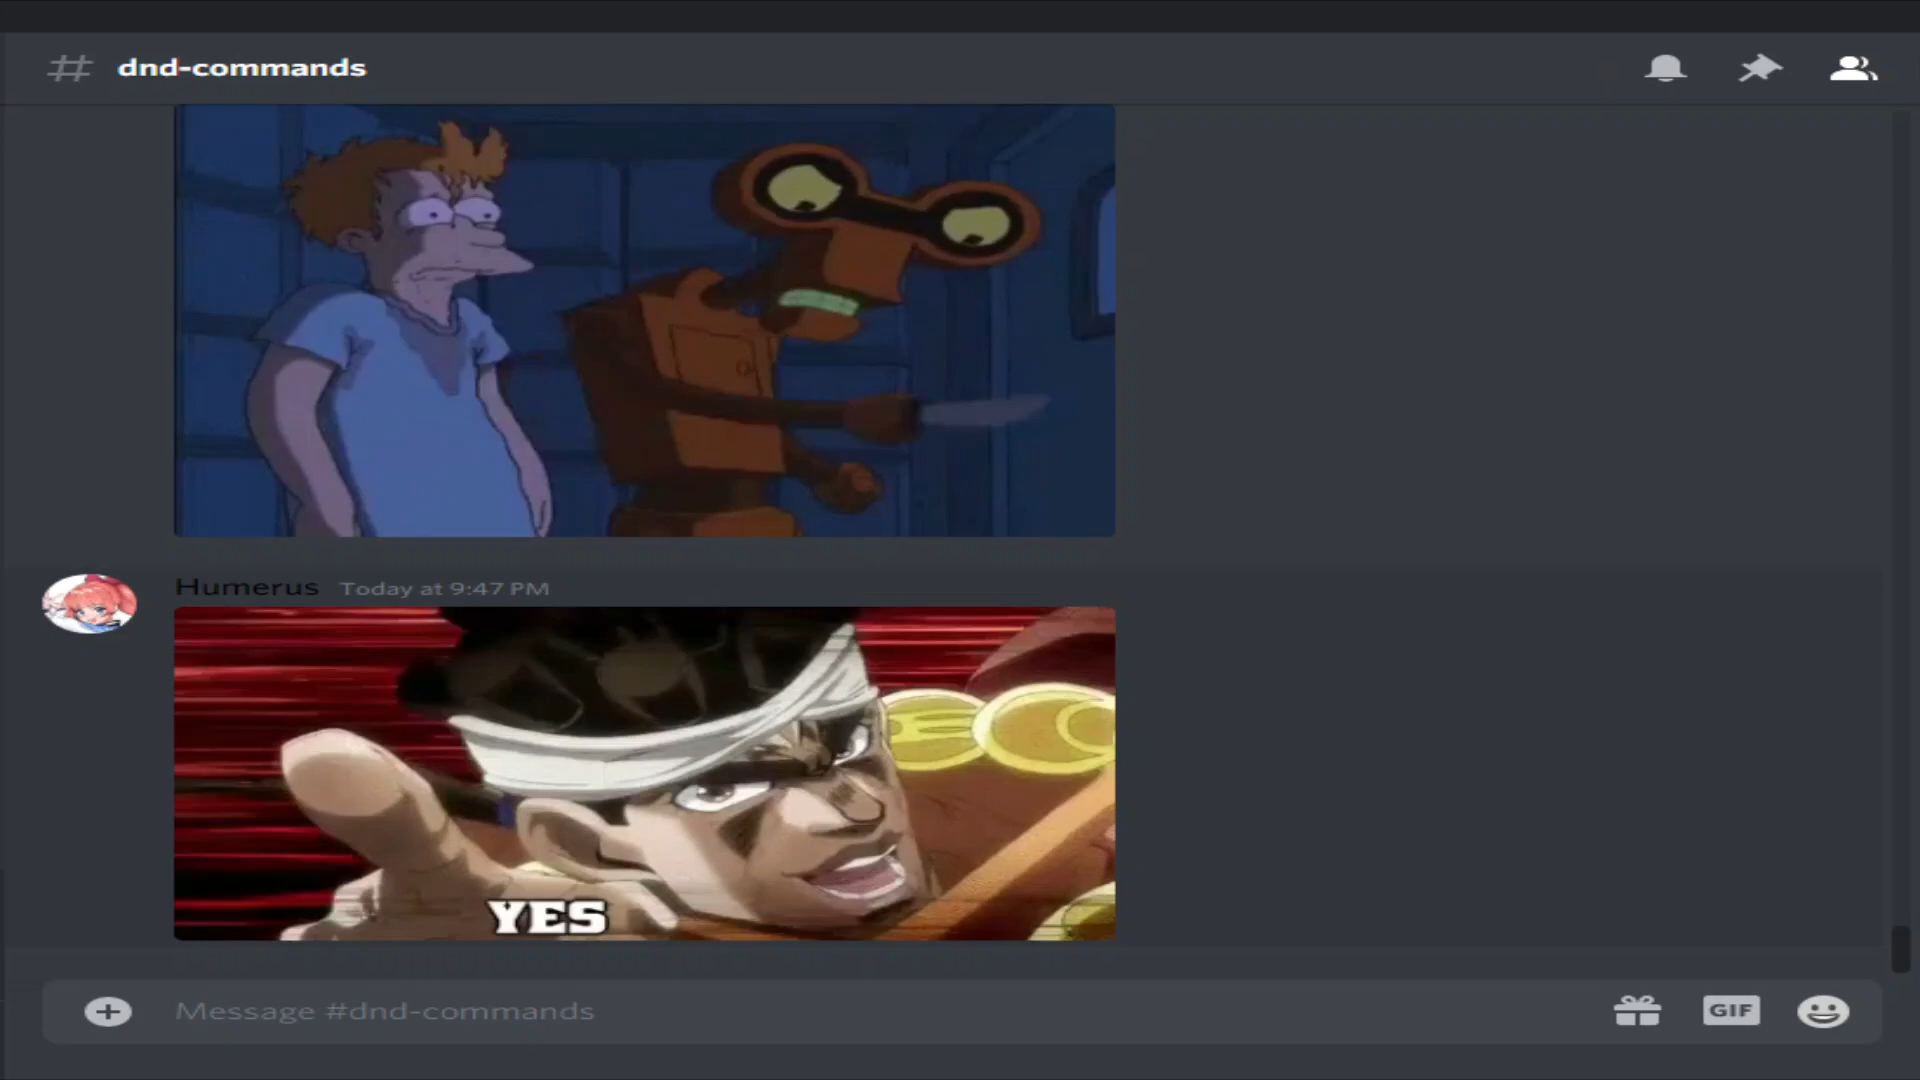 dnd-commands
Humerus Today at 9:47 PM
YES
Message #dnd-commands
GIF